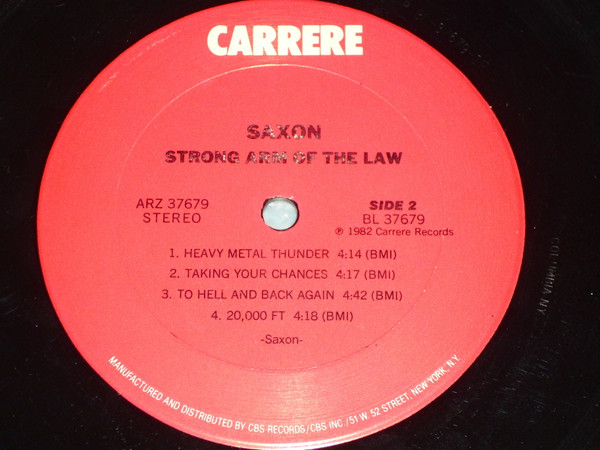 CARRERE
SAXON
STRONG ARM OF THE LAW
ARZ 37679
STEREO
SIDE 2
BL 37679
℗ 1982 Carrere Records
1. HEAVY METAL THUNDER 4:14 (BMI)
2. TAKING YOUR CHANCES 4:17 (BMI)
3. TO HELL AND BACK AGAIN 4:42 (BMI)
4. 20,000 FT 4:18 (BMI)
-Saxon-
MANUFACTURED AND DISTRIBUTED BY CBS RECORDS/CBS INC./51 W. 52 STREET, NEW YORK, N.Y.